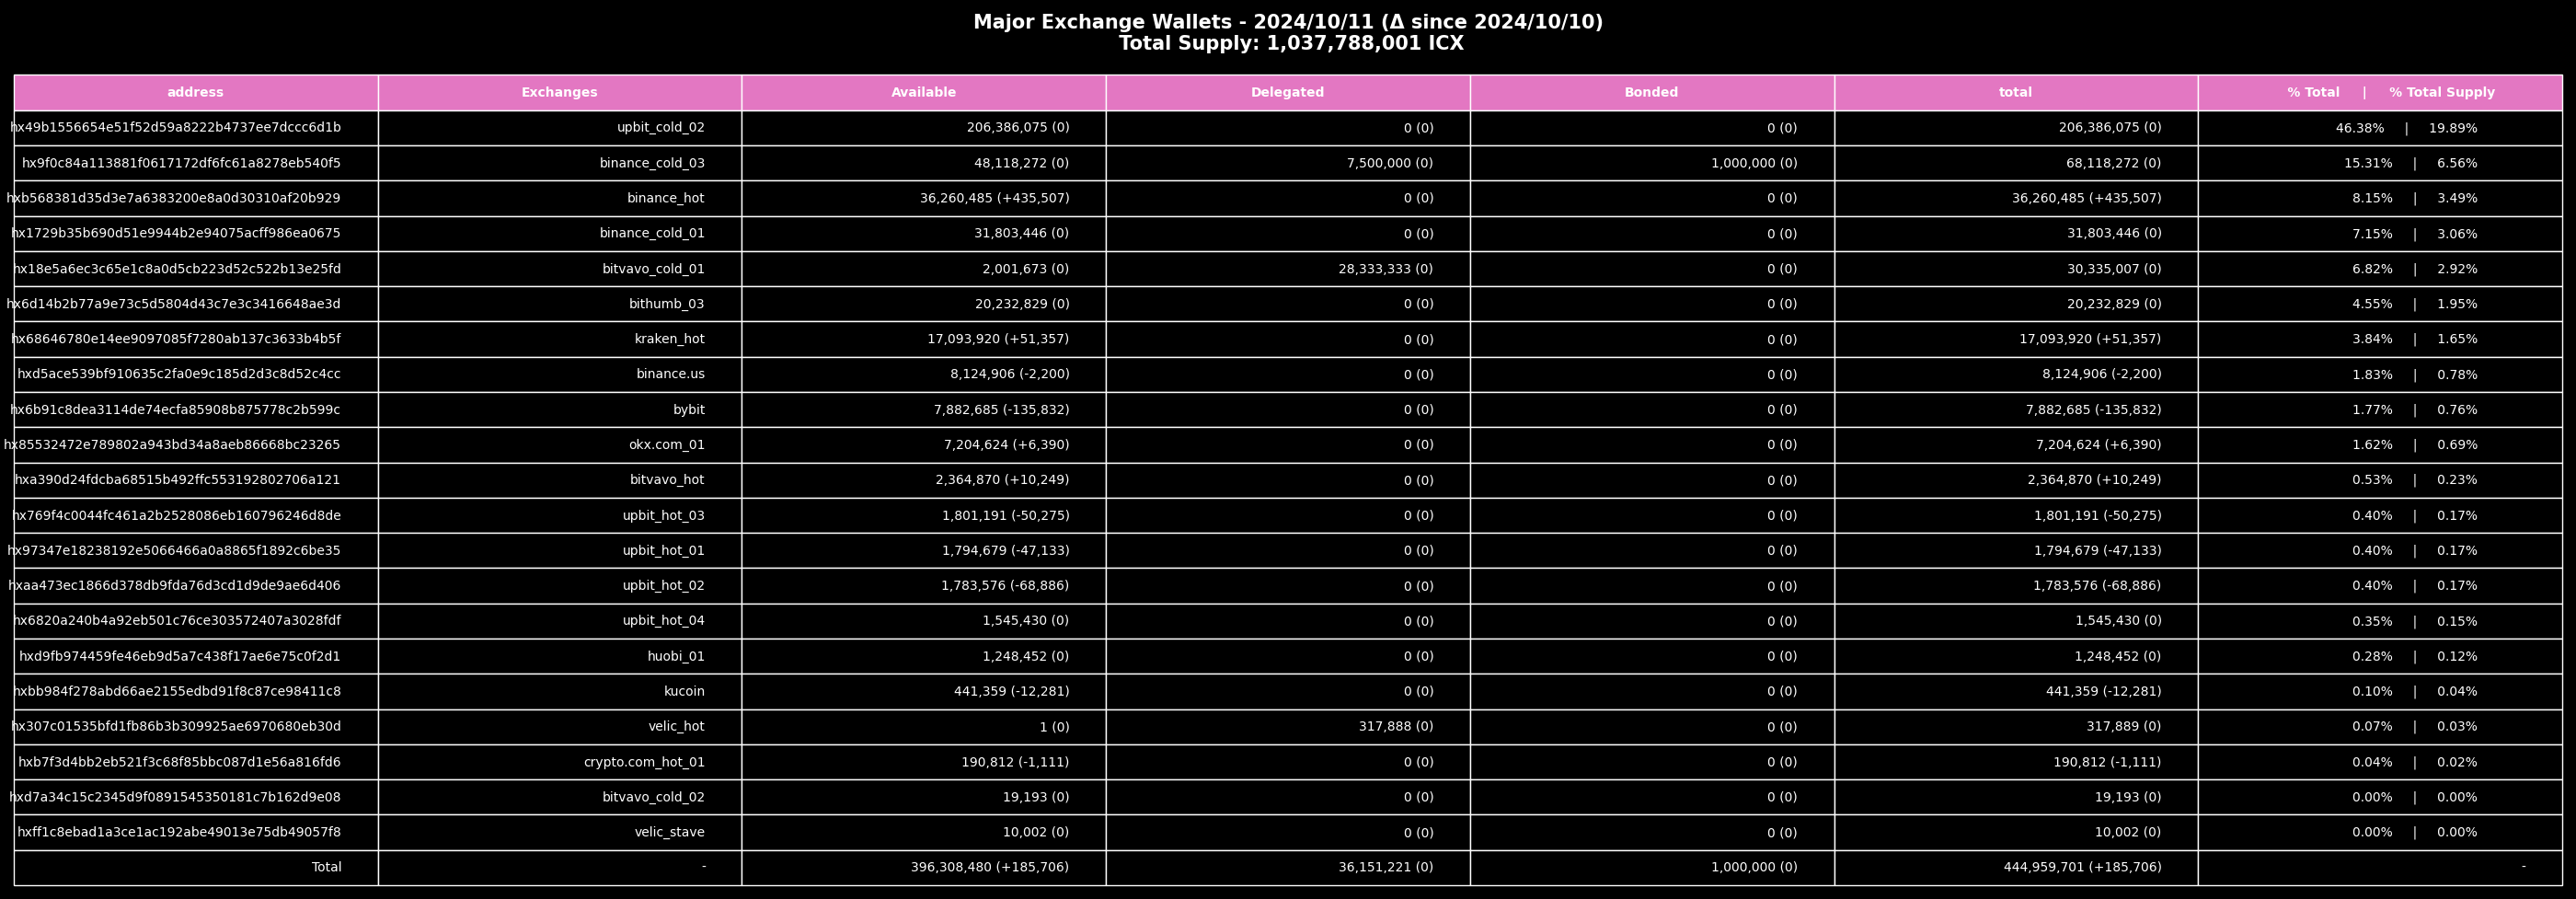 Major Exchange Wallets - 2024/10/11 (Δ since 2024/10/10)
Total Supply: 1,037,788,001 ICX
address Exchanges Available Delegated Bonded total % Total | % Total Supply
hx49b1556654e51f52d59a8222b4737ee7dccc6d1b upbit_cold_02 206,386,075 (0) 0 (0) 0 (0) 206,386,075 (0) 46.38% | 19.89%
hx9f0c84a113881f0617172df6fc61a8278eb540f5 binance_cold_03 48,118,272 (0) 7,500,000 (0) 1,000,000 (0) 68,118,272 (0) 15.31% | 6.56%
hxb568381d35d3e7a6383200e8a0d30310af20b929 binance_hot 36,260,485 (+435,507) 0 (0) 0 (0) 36,260,485 (+435,507) 8.15% | 3.49%
hx1729b35b690d51e9944b2e94075acff986ea0675 binance_cold_01 31,803,446 (0) 0 (0) 0 (0) 31,803,446 (0) 7.15% | 3.06%
hx18e5a6ec3c65e1c8a0d5cb223d52c522b13e25fd bitvavo_cold_01 2,001,673 (0) 28,333,333 (0) 0 (0) 30,335,007 (0) 6.82% | 2.92%
hx6d14b2b77a9e73c5d5804d43c7e3c3416648ae3d bithumb_03 20,232,829 (0) 0 (0) 0 (0) 20,232,829 (0) 4.55% | 1.95%
hx68646780e14ee9097085f7280ab137c3633b4b5f kraken_hot 17,093,920 (+51,357) 0 (0) 0 (0) 17,093,920 (+51,357) 3.84% | 1.65%
hxd5ace539bf910635c2fa0e9c185d2d3c8d52c4cc binance.us 8,124,906 (-2,200) 0 (0) 0 (0) 8,124,906 (-2,200) 1.83% | 0.78%
hx6b91c8dea3114de74ecfa85908b875778c2b599c bybit 7,882,685 (-135,832) 0 (0) 0 (0) 7,882,685 (-135,832) 1.77% | 0.76%
hx85532472e789802a943bd34a8aeb86668bc23265 okx.com_01 7,204,624 (+6,390) 0 (0) 0 (0) 7,204,624 (+6,390) 1.62% | 0.69%
hxa390d24fdcba68515b492ffc553192802706a121 bitvavo_hot 2,364,870 (+10,249) 0 (0) 0 (0) 2,364,870 (+10,249) 0.53% | 0.23%
hx769f4c0044fc461a2b2528086eb160796246d8de upbit_hot_03 1,801,191 (-50,275) 0 (0) 0 (0) 1,801,191 (-50,275) 0.40% | 0.17%
hx97347e18238192e5066466a0a8865f1892c6be35 upbit_hot_01 1,794,679 (-47,133) 0 (0) 0 (0) 1,794,679 (-47,133) 0.40% | 0.17%
hxaa473ec1866d378db9fda76d3cd1d9de9ae6d406 upbit_hot_02 1,783,576 (-68,886) 0 (0) 0 (0) 1,783,576 (-68,886) 0.40% | 0.17%
hx6820a240b4a92eb501c76ce303572407a3028fdf upbit_hot_04 1,545,430 (0) 0 (0) 0 (0) 1,545,430 (0) 0.35% | 0.15%
hxd9fb974459fe46eb9d5a7c438f17ae6e75c0f2d1 huobi_01 1,248,452 (0) 0 (0) 0 (0) 1,248,452 (0) 0.28% | 0.12%
hxbb984f278abd66ae2155edbd91f8c87ce98411c8 kucoin 441,359 (-12,281) 0 (0) 0 (0) 441,359 (-12,281) 0.10% | 0.04%
hx307c01535bfd1fb86b3b309925ae6970680eb30d velic_hot 1 (0) 317,888 (0) 0 (0) 317,889 (0) 0.07% | 0.03%
hxb7f3d4bb2eb521f3c68f85bbc087d1e56a816fd6 crypto.com_hot_01 190,812 (-1,111) 0 (0) 0 (0) 190,812 (-1,111) 0.04% | 0.02%
hxd7a34c15c2345d9f0891545350181c7b162d9e08 bitvavo_cold_02 19,193 (0) 0 (0) 0 (0) 19,193 (0) 0.00% | 0.00%
hxff1c8ebad1a3ce1ac192abe49013e75db49057f8 velic_stave 10,002 (0) 0 (0) 0 (0) 10,002 (0) 0.00% | 0.00%
Total - 396,308,480 (+185,706) 36,151,221 (0) 1,000,000 (0) 444,959,701 (+185,706) -